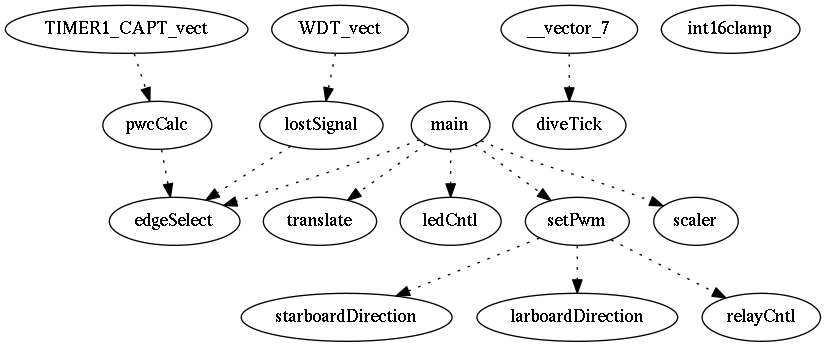 TIMER1_CAPT_vect
WDT_vect
__vector_7
int16clamp
pwcCalc
lostSignal
main
diveTick
edgeSelect
translate
ledCntl
setPwm
scaler
starboardDirection
larboardDirection
relayCntl